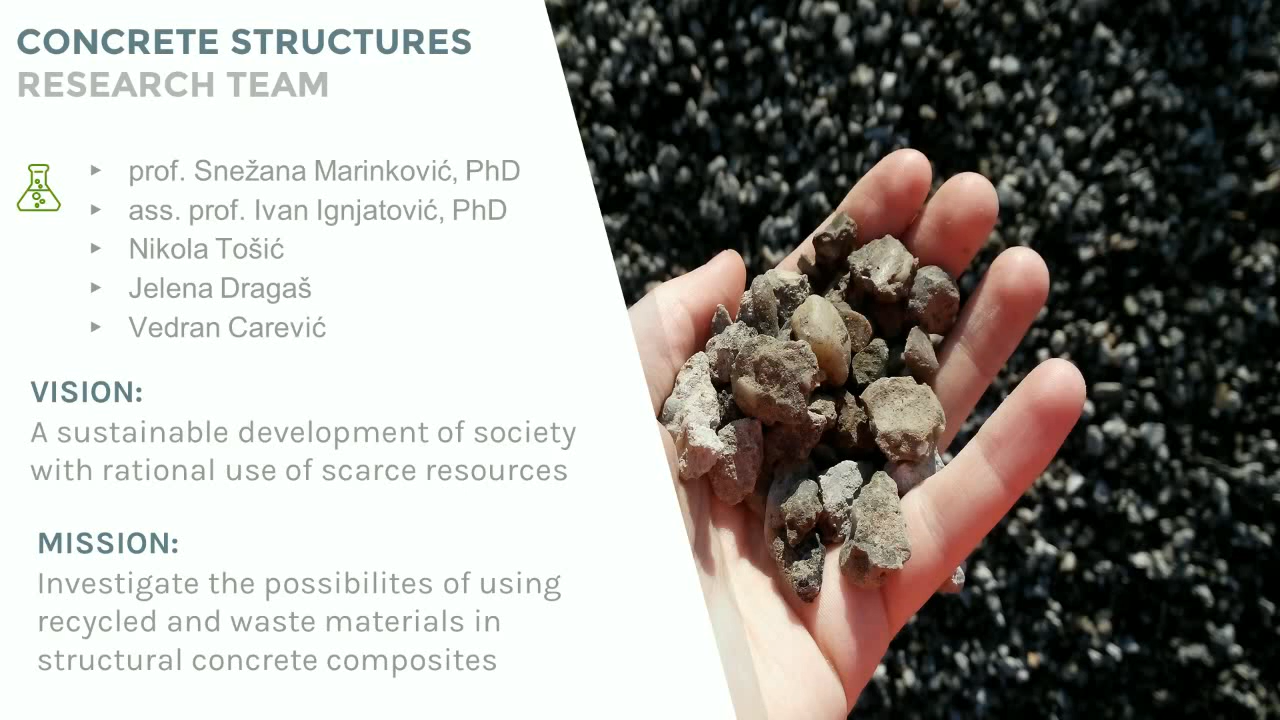 CONCRETE STRUCTURES
RESEARCH TEAM
prof. Snežana Marinković, PhD
ass. prof. Ivan Ignjatović, PhD
Nikola Tošić
Jelena Dragaš
Vedran Carević
VISION:
A sustainable development of society
with rational use of scarce resources
MISSION:
Investigate the possibilites of using
recycled and waste materials in
structural concrete composites